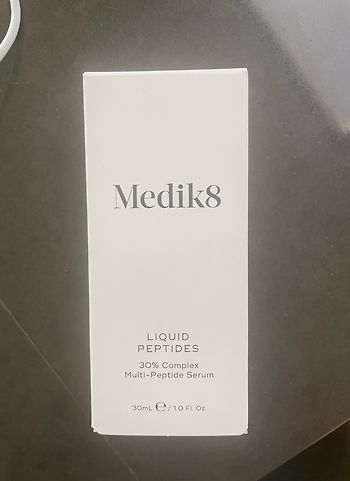 Medik8
LIQUID
PEPTIDES
30% Complex
Multi-Peptide Serum
30mL ℮ / 1.0 Fl. Oz.